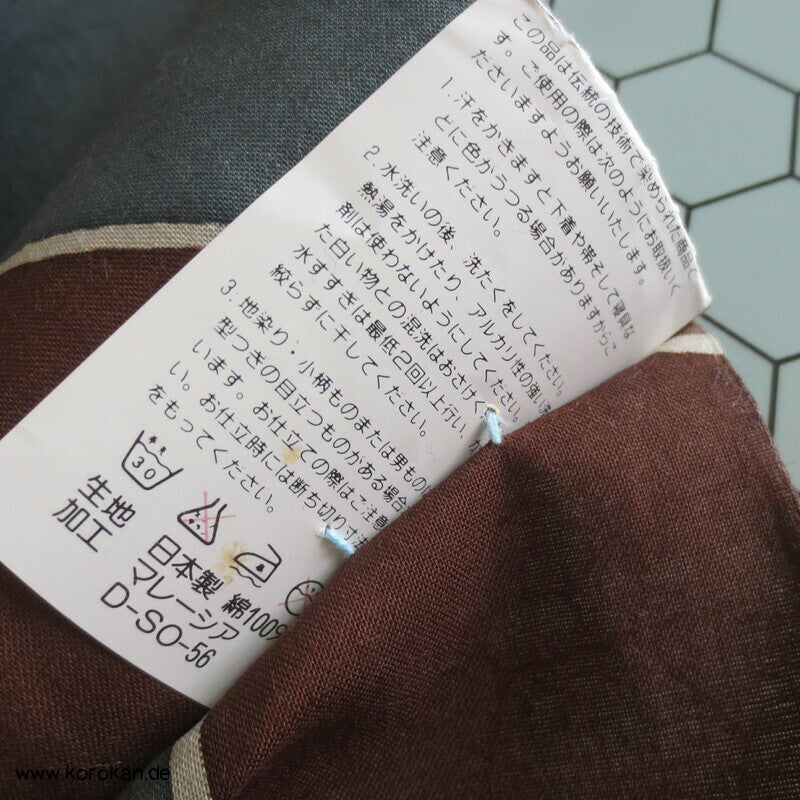 この品は伝統の技術で染められた商品で
す。ご使用の際は次のようにお取扱いく
ださいますようお願いいたします。
1. 汗をかきますと下着や帯そして寝具な
どに色がうつる場合がありますからご
注意ください。
2. 水洗いの後、洗たくをしてください。
熱湯をかけたり、アルカリ性の強い洗
剤は使わないようにしてください。
た白い物との混洗はおさけく
水すすぎは最低2回以上行い、
絞らずに干してください。
3. 地染り・小柄ものまたは男ものに
型つぎの目立つものがある場合
います。お仕立ての際はご注意
い。お仕立時には断ち切り寸法
をもってください。
30
生地 日本製 綿100%
加工 マレーシア
D-SO-56
www.korokan.de